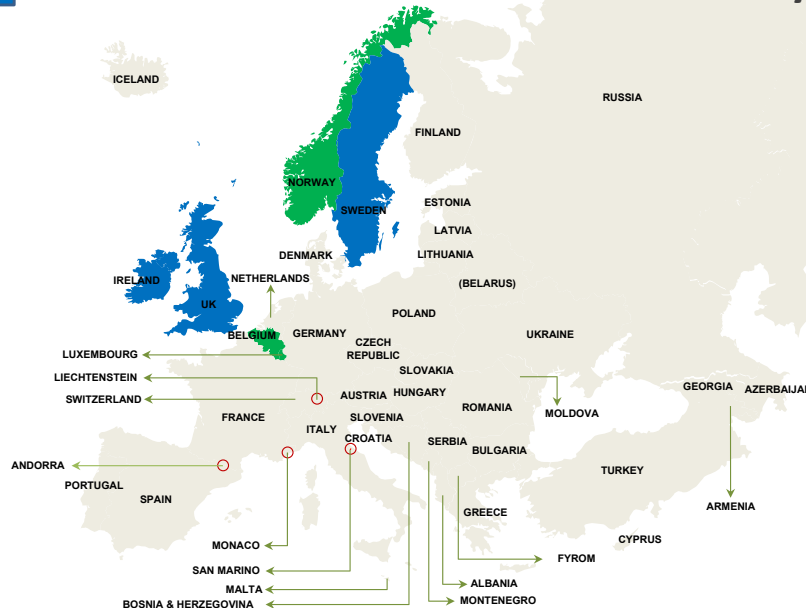 ICELAND
RUSSIA
FINLAND
NORWAY
SWEDEN
ESTONIA
LATVIA
DENMARK
LITHUANIA
IRELAND
NETHERLANDS
(BELARUS)
UK
POLAND
BELGIUM
GERMANY
UKRAINE
CZECH
REPUBLIC
LUXEMBOURG
SLOVAKIA
LIECHTENSTEIN
GEORGIA
AZERBAIJAN
SWITZERLAND
AUSTRIA
HUNGARY
ROMANIA
MOLDOVA
FRANCE
SLOVENIA
ITALY
CROATIA
SERBIA
BULGARIA
ANDORRA
TURKEY
PORTUGAL
SPAIN
ARMENIA
GREECE
CYPRUS
MONACO
FYROM
SAN MARINO
ALBANIA
MALTA
MONTENEGRO
BOSNIA & HERZEGOVINA